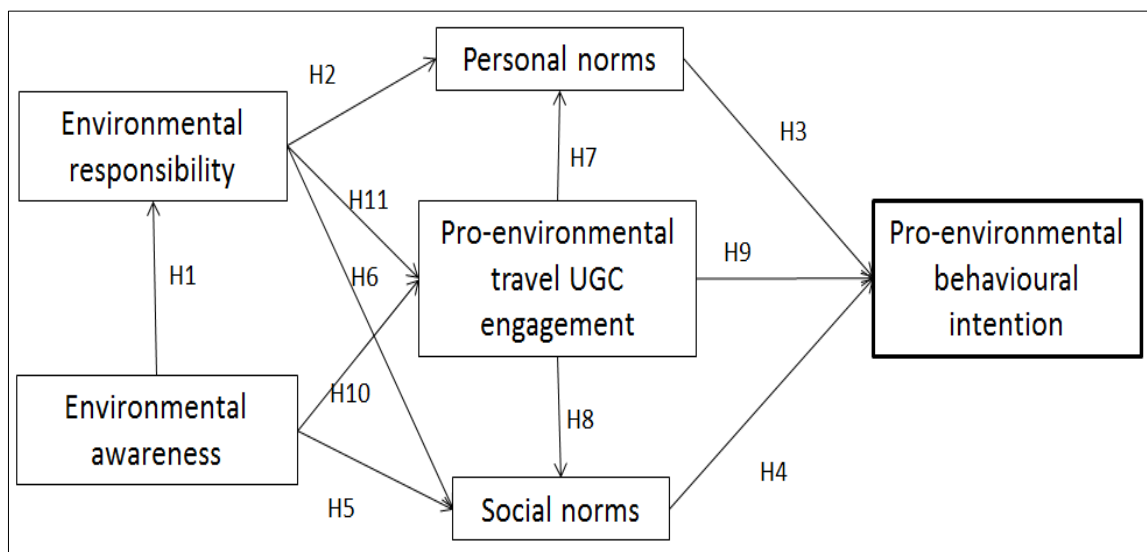 Personal norms
H2
Environmental
responsibility
H3
H7
H11
Pro-environmental
travel UGC
engagement
H9
Pro-environmental
behavioural
intention
H1
H6
H10
Environmental
awareness
H8
H4
H5
Social norms